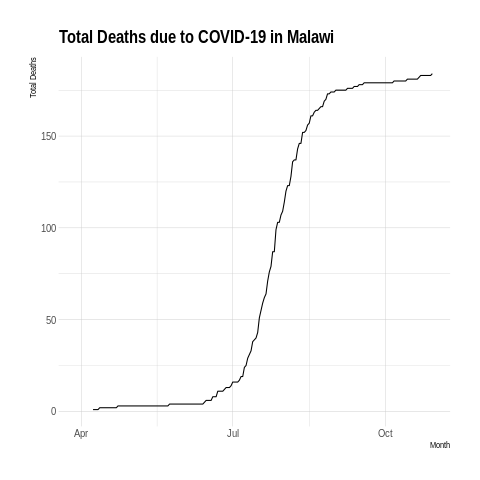 Total Deaths due to COVID-19 in Malawi
Total Deaths
150
100
50
0
Apr
Jul
Oct
Month